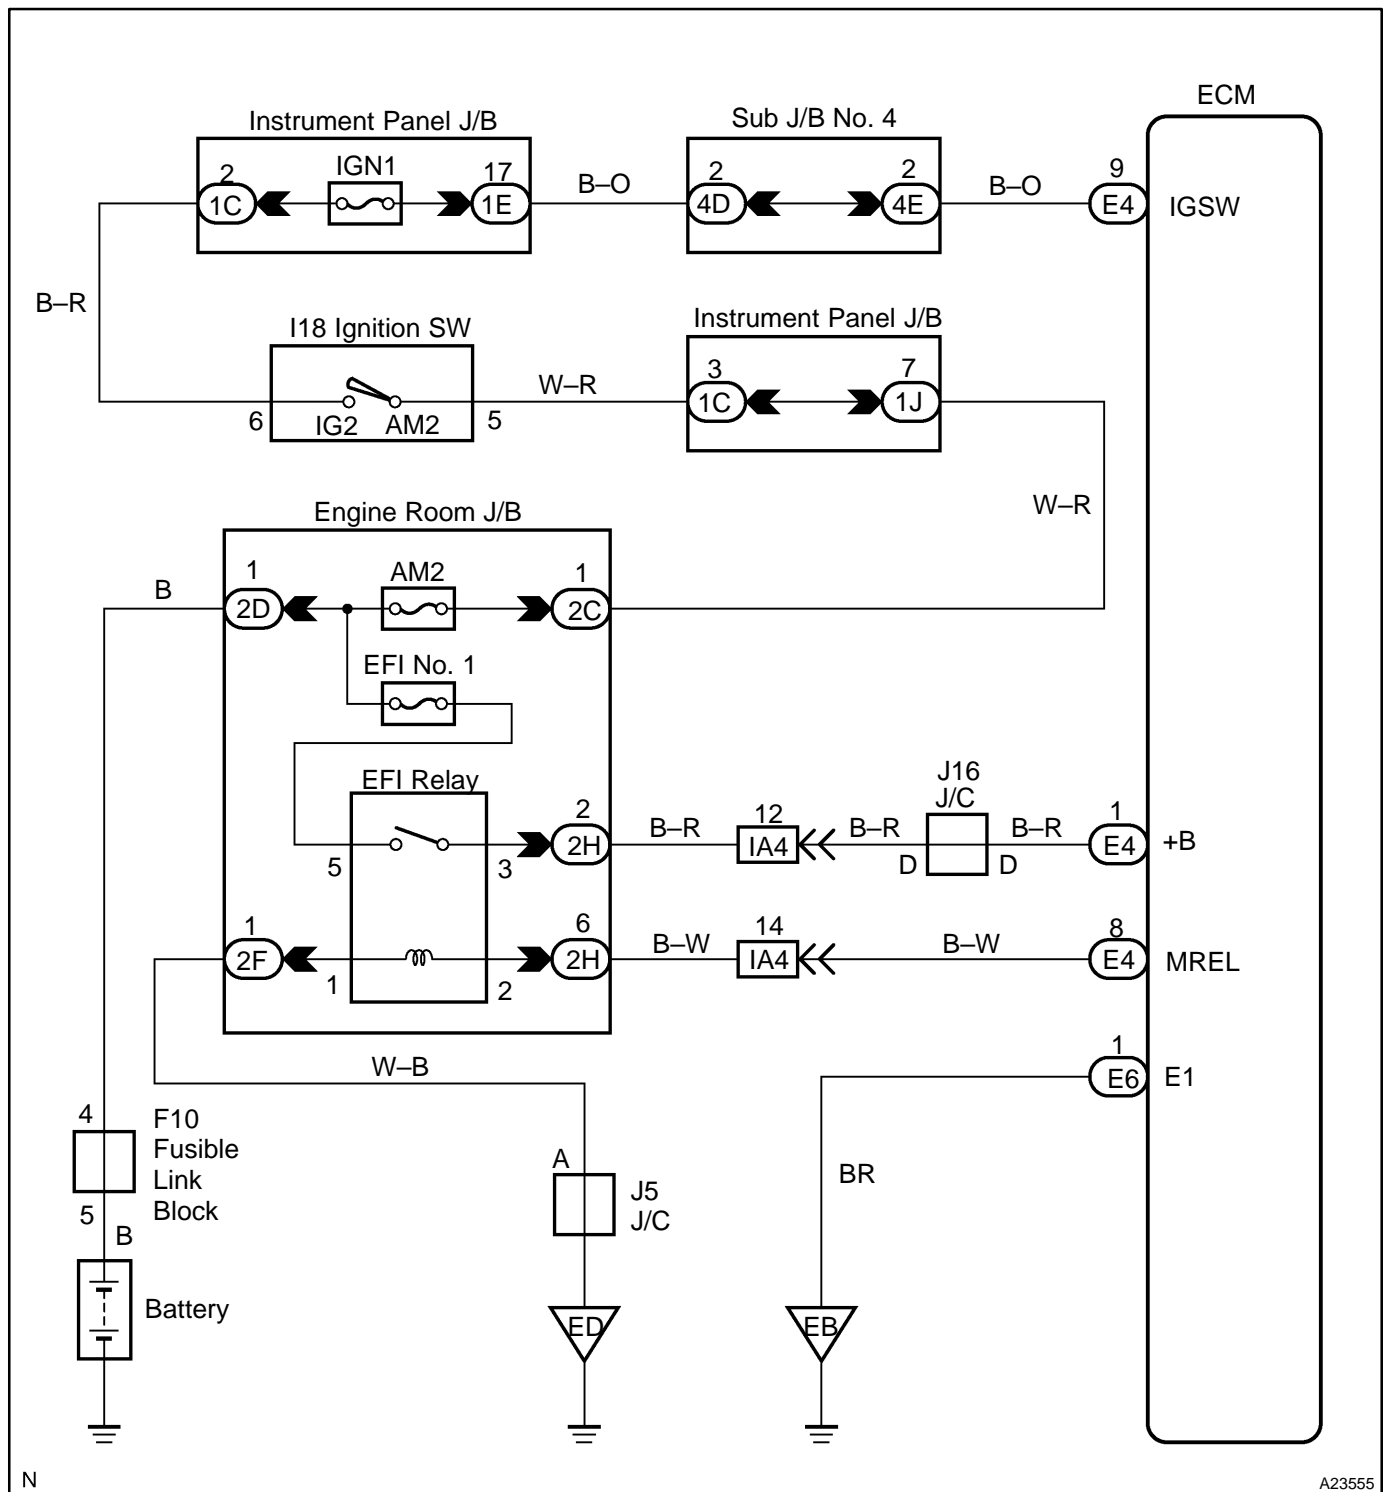 ECM
Instrument Panel J/B
Sub J/B No. 4
2
IGN1
17
1C
1E
B–O
2
2
4D
4E
B–O
9
E4
IGSW
B–R
I18 Ignition SW
6
IG2
AM2
5
W–R
Instrument Panel J/B
3
7
1C
1J
W–R
Engine Room J/B
B
1
AM2
1
2D
2C
EFI No. 1
EFI Relay
5
3
2
2H
B–R
12
IA4
B–R
J16
J/C
D
D
B–R
1
E4
+B
1
2F
1
2
6
2H
B–W
14
IA4
B–W
8
E4
MREL
W–B
1
E6
E1
4
F10
Fusible
Link
Block
5
B
Battery
A
J5
J/C
BR
ED
EB
N
A23555